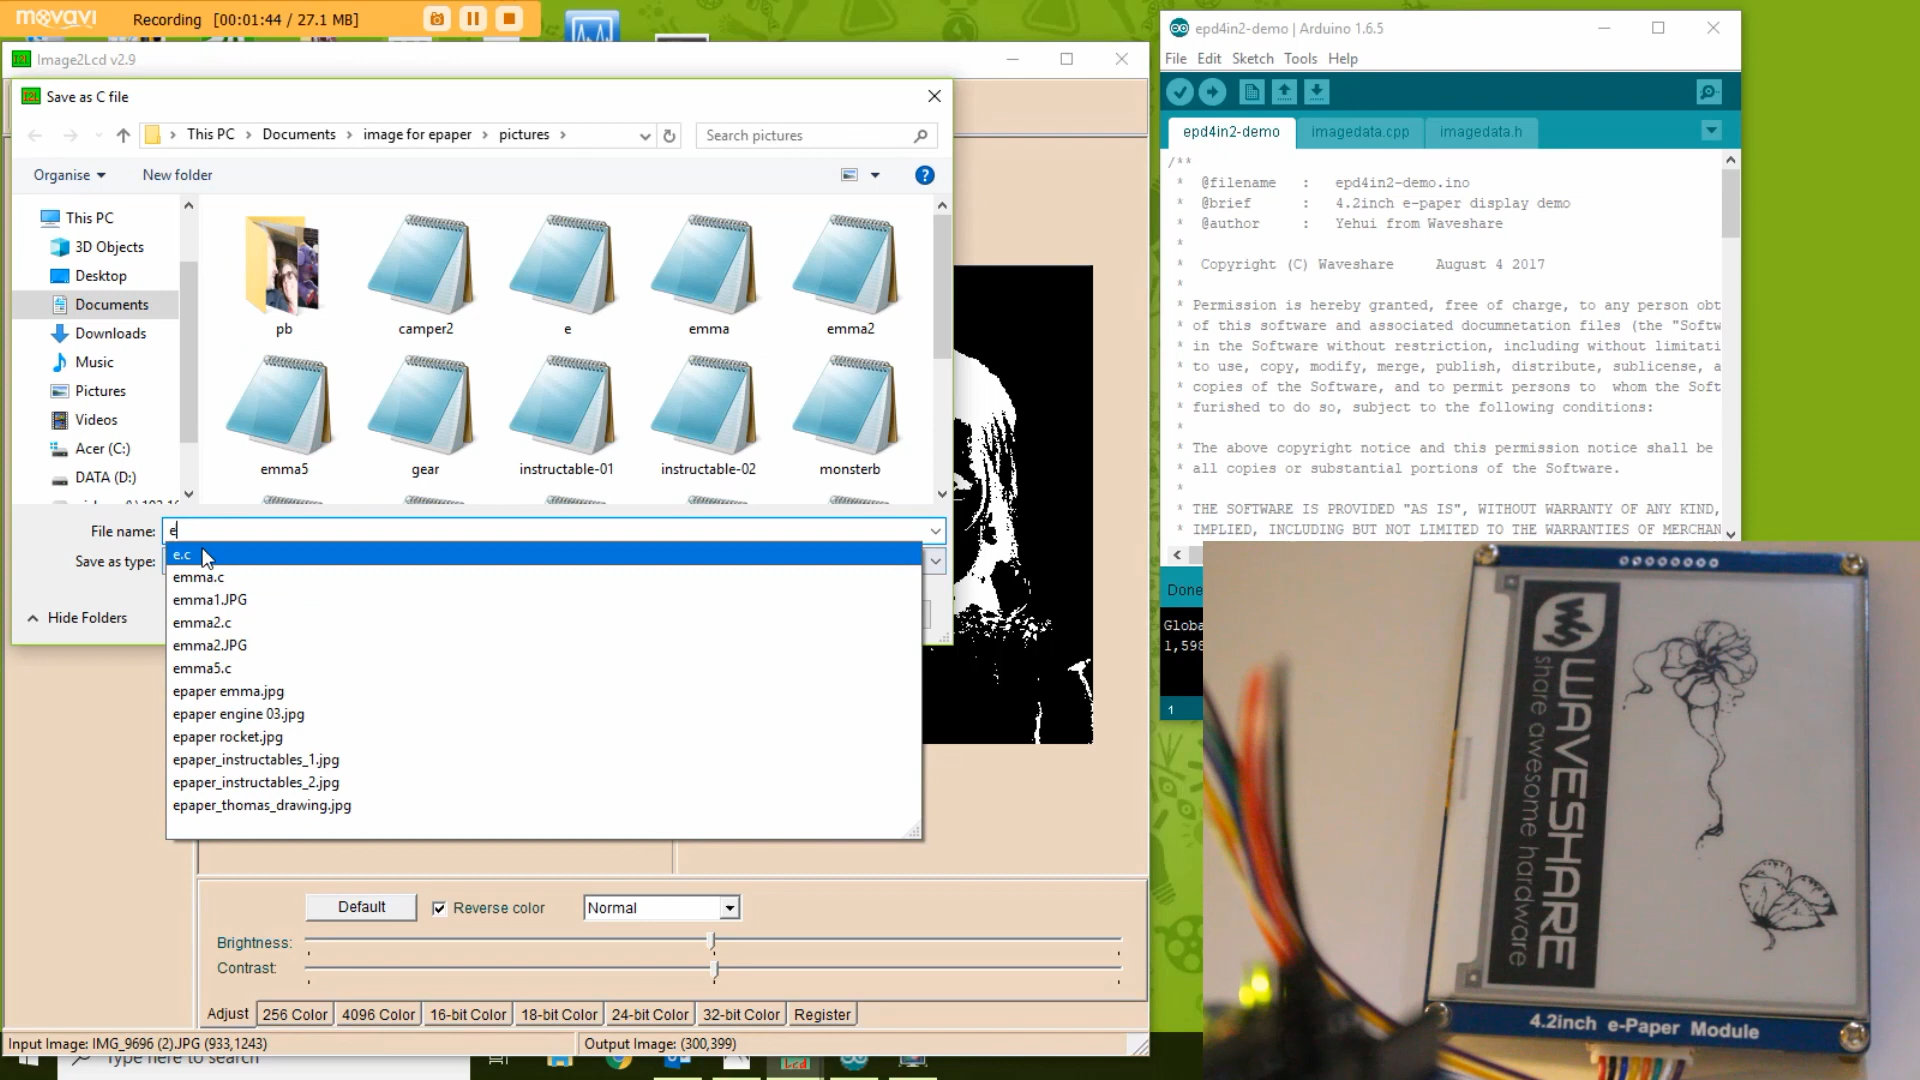 movavi
Recording [00:01:44 / 27.1 MB]
Image2Lcd v2.9
Save as C file
This PC > Documents > image for epaper > pictures >
Search pictures
Organise
New folder
This PC
3D Objects
Desktop
Documents
Downloads
Music
Pictures
Videos
Acer (C:)
DATA (D:)
pb
camper2
e
emma
emma2
emma5
gear
instructable-01
instructable-02
monsterb
File name:
e
Save as type:
Hide Folders
e.c
emma.c
emma1.JPG
emma2.c
emma2.JPG
emma5.c
epaper emma.jpg
epaper engine 03.jpg
epaper rocket.jpg
epaper_instructables_1.jpg
epaper_instructables_2.jpg
epaper_thomas_drawing.jpg
Default
Reverse color
Normal
Brightness:
Contrast:
Adjust
256 Color
4096 Color
16-bit Color
18-bit Color
24-bit Color
32-bit Color
Register
Input Image: IMG_9696 (2).JPG (933,1243)
Output Image: (300,399)
Type here to search
epd4in2-demo | Arduino 1.6.5
File Edit Sketch Tools Help
epd4in2-demo
imagedata.cpp
imagedata.h
/**
* @filename : epd4in2-demo.ino
* @brief : 4.2inch e-paper display demo
* @author : Yehui from Waveshare
*
* Copyright (C) Waveshare August 4 2017
*
* Permission is hereby granted, free of charge, to any person obt
* of this software and associated documnetation files (the "Softw
* in the Software without restriction, including without limitati
* to use, copy, modify, merge, publish, distribute, sublicense, a
* copies of the Software, and to permit persons to whom the Soft
* furished to do so, subject to the following conditions:
*
* The above copyright notice and this permission notice shall be
* all copies or substantial portions of the Software.
*
* THE SOFTWARE IS PROVIDED "AS IS", WITHOUT WARRANTY OF ANY KIND,
* IMPLIED, INCLUDING BUT NOT LIMITED TO THE WARRANTIES OF MERCHAN
Done
Globa
1,598
1
WAVESHARE
share awesome hardware
4.2inch e-Paper Module